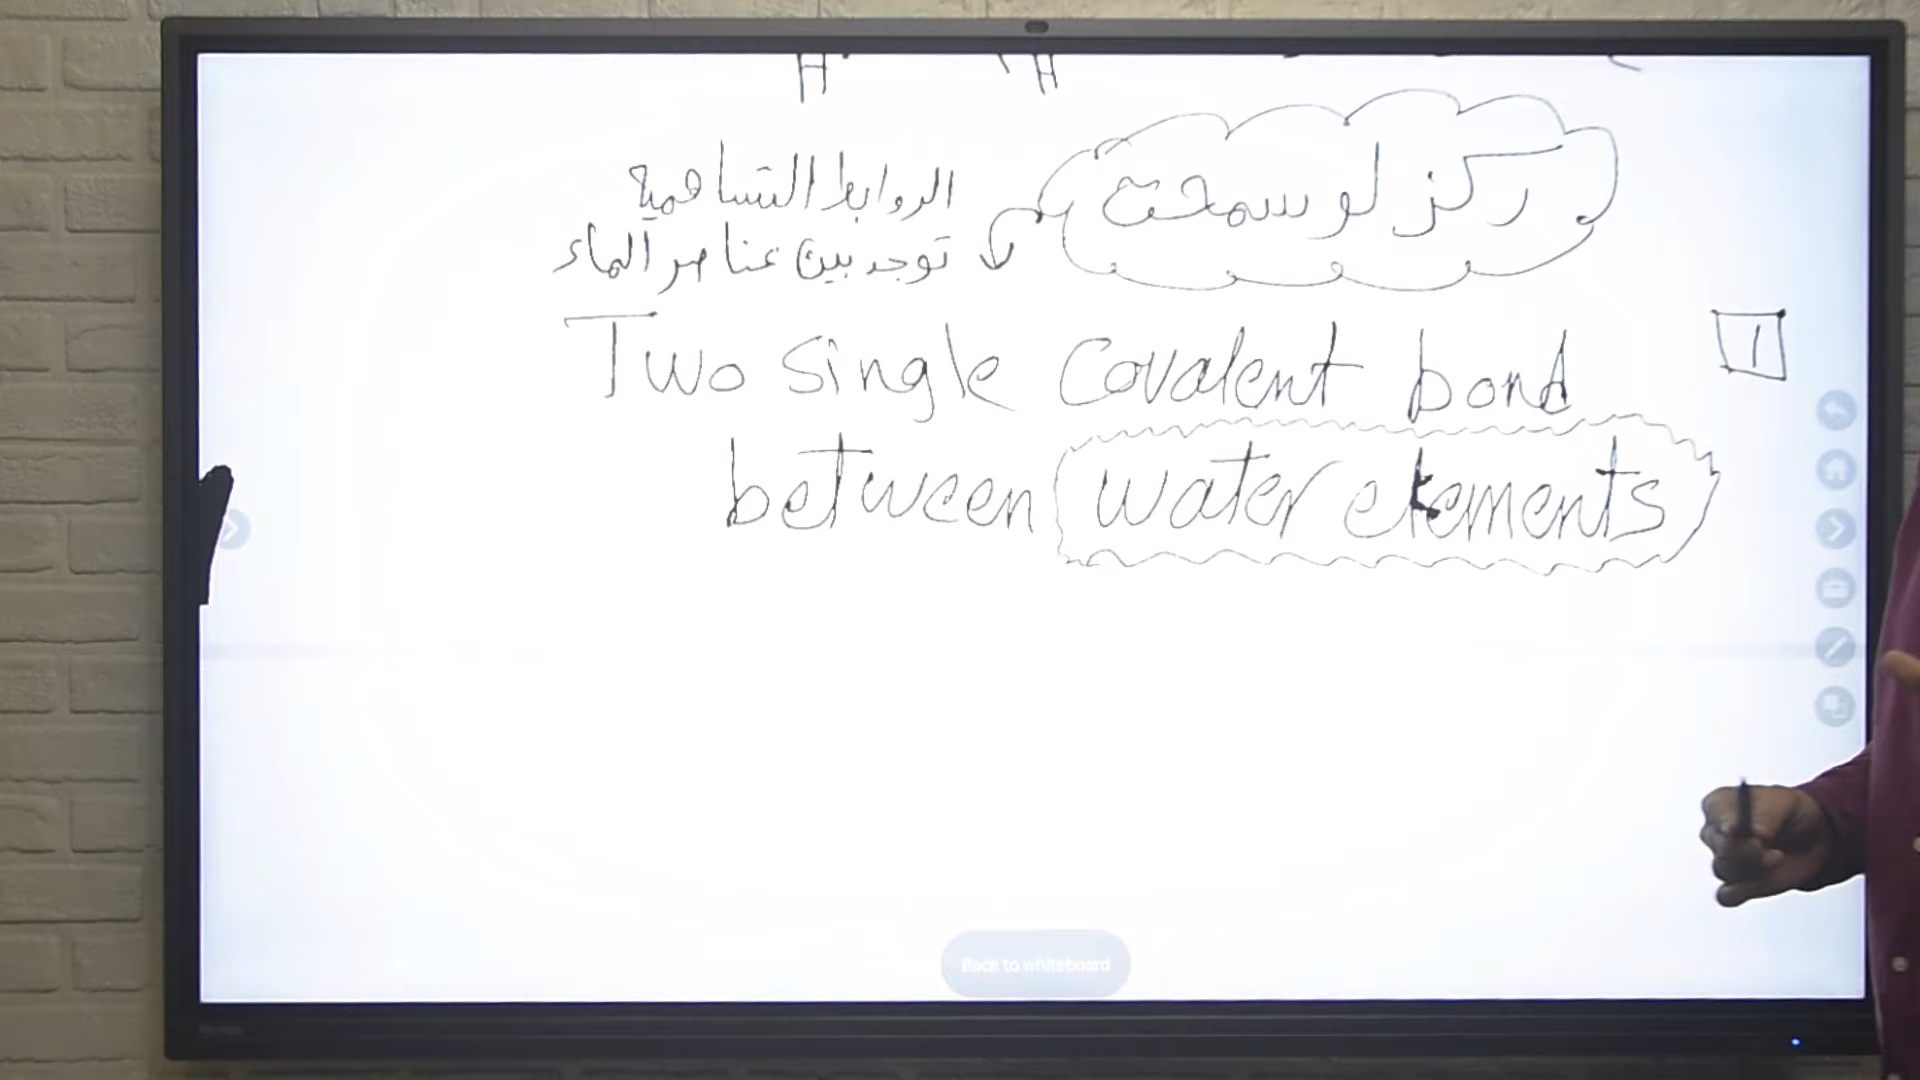 H H
ركز لو سمحت
الروابط التساهمية
توجد بين عناصر الماء
1
Two single covalent bond
between water elements
Back to whiteboard